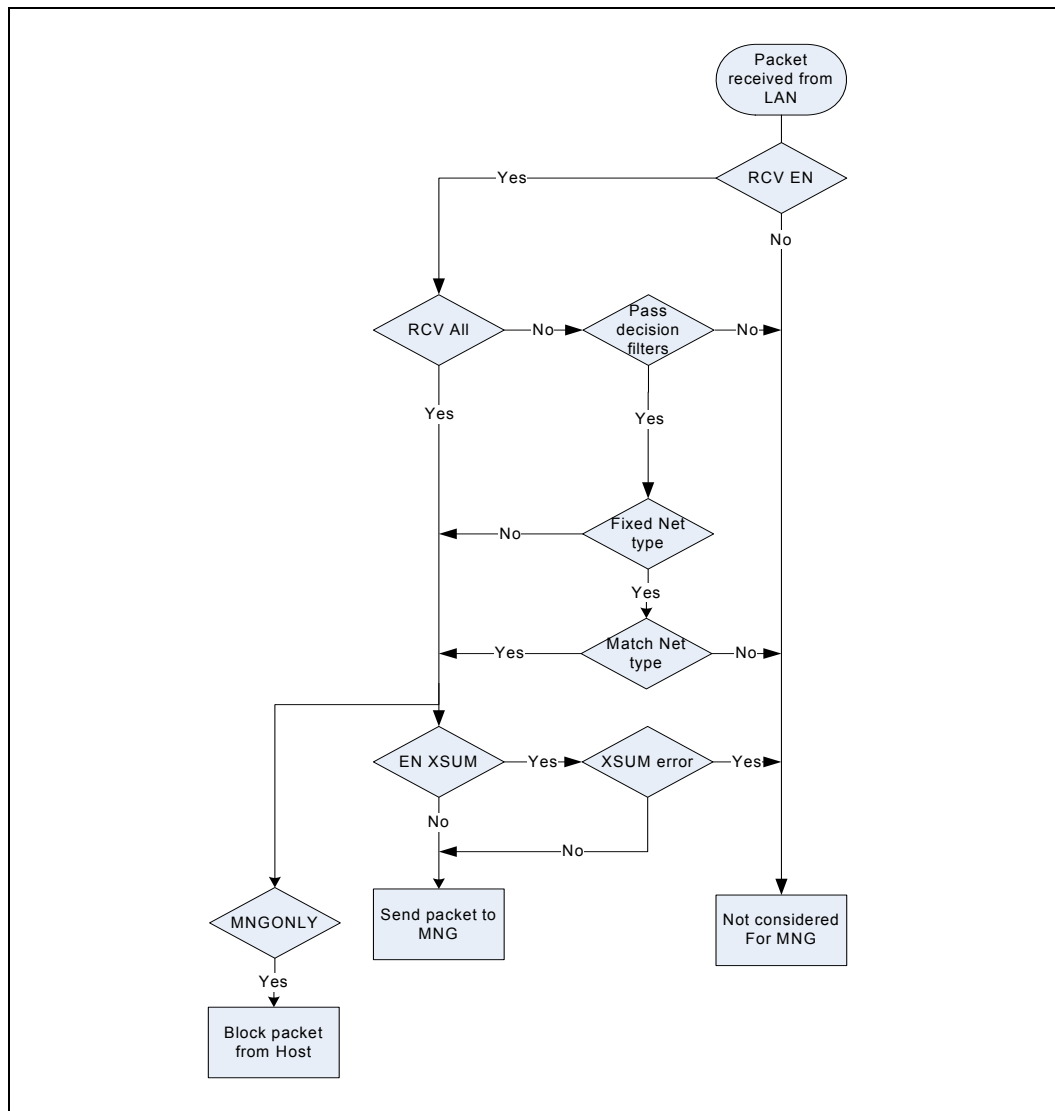 Packet
received from
LAN
RCV EN
Yes
No
RCV All
No
Pass
decision
filters
No
Yes
Yes
Fixed Net
type
No
Yes
Match Net
type
Yes
No
EN XSUM
Yes
XSUM error
Yes
No
No
MNGONLY
Send packet to
MNG
Not considered
For MNG
Yes
Block packet
from Host